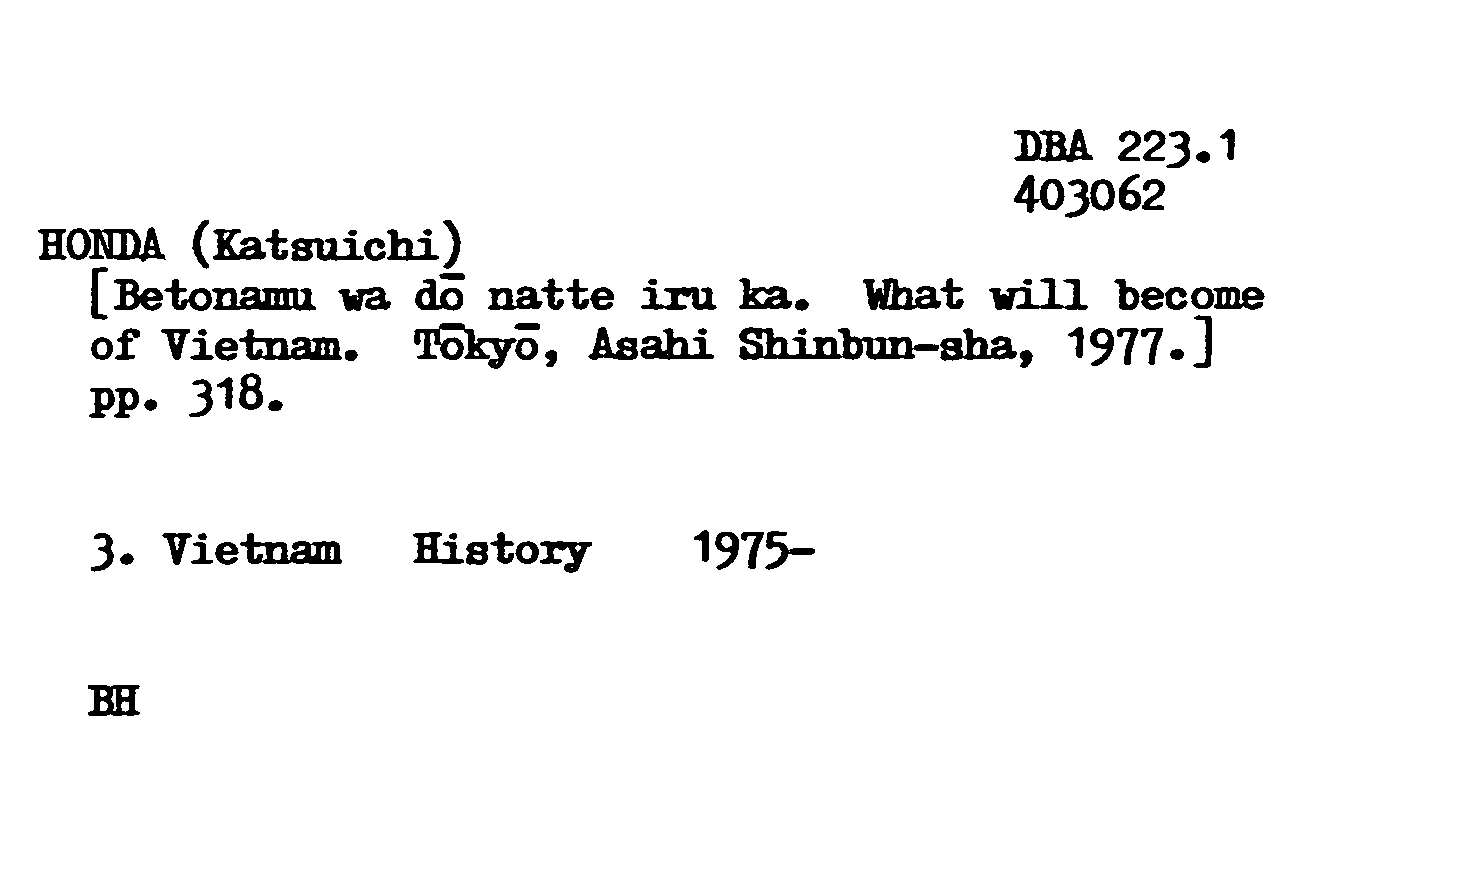 DBA 223.1
403062
HONDA (Katsuichi)
[Betonamu wa dō natte iru ka. What will become
of Vietnam. Tōkyō, Asahi Shinbun-sha, 1977.]
pp. 318.
3. Vietnam History 1975-
BH